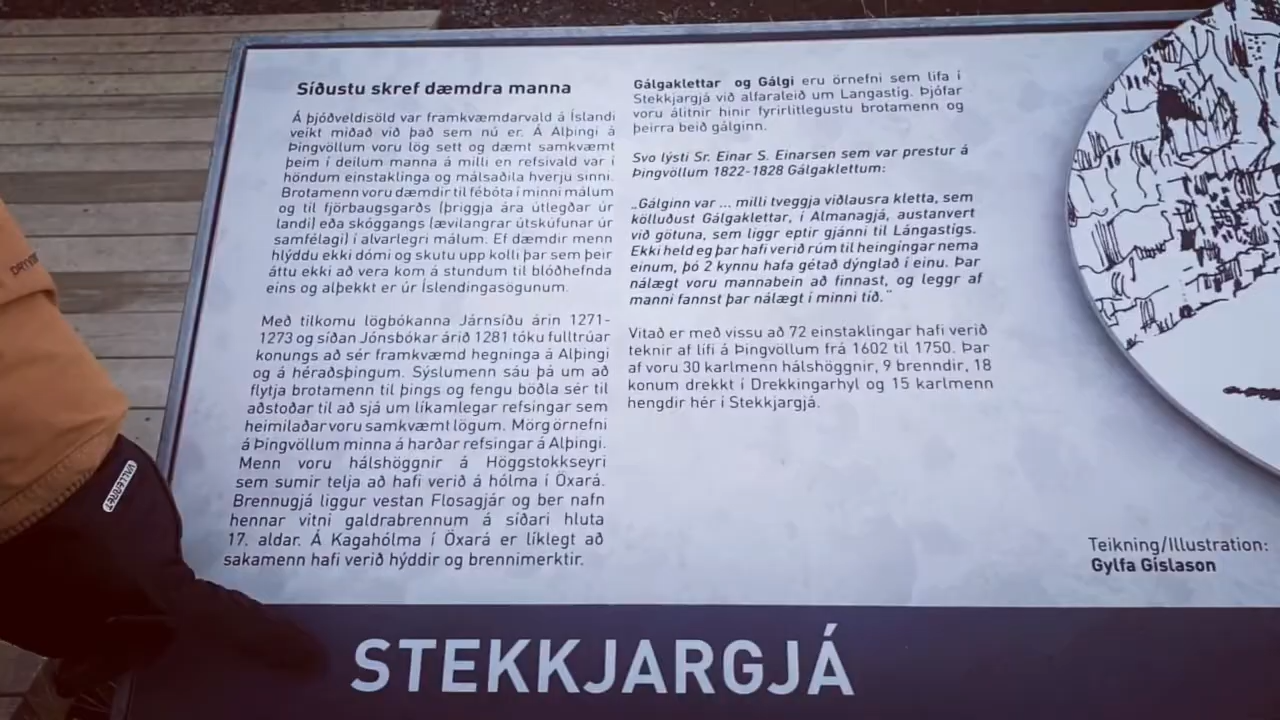 Síðustu skref dæmdra manna
Á þjóðveldisöld var framkvæmdarvald á Íslandi
veikt miðað við það sem nú er. Á Alþingi á
Þingvöllum voru lög sett og dæmt samkvæmt
þeim í deilum manna á milli en refsivald var í
höndum einstaklinga og málsaðila hverju sinni.
Brotamenn voru dæmdir til fébóta í minni málum
og til fjörbaugsgarðs (þriggja ára útlegðar úr
landi) eða skóggangs (ævilangrar útskúfunar úr
samfélagi) í alvarlegri málum. Ef dæmdir menn
hlýddu ekki dómi og skutu upp kolli þar sem þeir
áttu ekki að vera kom á stundum til blóðhefnda
eins og alþekkt er úr Íslendingasögunum.
Með tilkomu lögbókanna Járnsíðu árin 1271-
1273 og síðan Jónsbókar árið 1281 tóku fulltrúar
konungs að sér framkvæmd hegninga á Alþingi
og á héraðsþingum. Sýslumenn sáu þá um að
flytja brotamenn til þings og fengu böðla sér til
aðstoðar til að sjá um líkamlegar refsingar sem
heimilaðar voru samkvæmt lögum. Mörg örnefni
á Þingvöllum minna á harðar refsingar á Alþingi.
Menn voru hálshöggnir á Höggstokkseyri
sem sumir telja að hafi verið á hólma í Öxará.
Brennugjá liggur vestan Flosagjár og ber nafn
hennar vitni galdrabrennum á síðari hluta
17. aldar. Á Kagahólma í Öxará er líklegt að
sakamenn hafi verið hýddir og brennimerktir.
Gálgaklettar og Gálgi eru örnefni sem lifa í
Stekkjargjá við alfaraleið um Langastíg. Þjófar
voru álitnir hinir fyrirlitlegustu brotamenn og
þeirra beið gálginn.
Svo lýsti Sr. Einar S. Einarsen sem var prestur á
Þingvöllum 1822-1828 Gálgaklettum:
„Gálginn var ... milli tveggja viðlausra kletta, sem
kölluðust Gálgaklettar, í Almanagjá, austanvert
við götuna, sem liggr eptir gjánni til Lángastigs.
Ekki held eg þar hafi verið rúm til heingingar nema
einum, þó 2 kynnu hafa gétað dýnglað í einu. Þar
nálægt voru mannabein að finnast, og leggr af
manni fannst þar nálægt í minni tíð.“
Vitað er með vissu að 72 einstaklingar hafi verið
teknir af lífi á Þingvöllum frá 1602 til 1750. Þar
af voru 30 karlmenn hálshöggnir, 9 brenndir, 18
konum drekkt í Drekkingarhyl og 15 karlmenn
hengdir hér í Stekkjargjá.
Teikning/Illustration:
Gylfa Gíslason
STEKKJARGJÁ